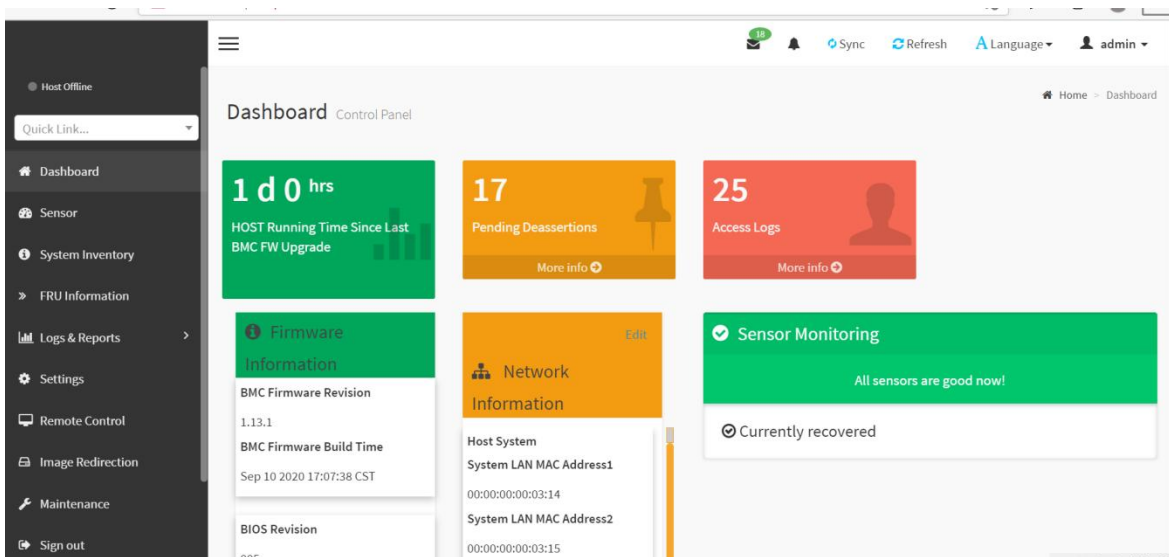 18
Sync
Refresh
A Language
admin
Host Offline
Quick Link...
Dashboard
Sensor
System Inventory
FRU Information
Logs & Reports
Settings
Remote Control
Image Redirection
Maintenance
Sign out
Dashboard Control Panel
Home > Dashboard
1 d 0 hrs
HOST Running Time Since Last
BMC FW Upgrade
17
Pending Deassertions
More info
25
Access Logs
More info
Firmware
Information
BMC Firmware Revision
1.13.1
BMC Firmware Build Time
Sep 10 2020 17:07:38 CST
BIOS Revision
Edit
Network
Information
Host System
System LAN MAC Address1
00:00:00:00:03:14
System LAN MAC Address2
00:00:00:00:03:15
Sensor Monitoring
All sensors are good now!
Currently recovered